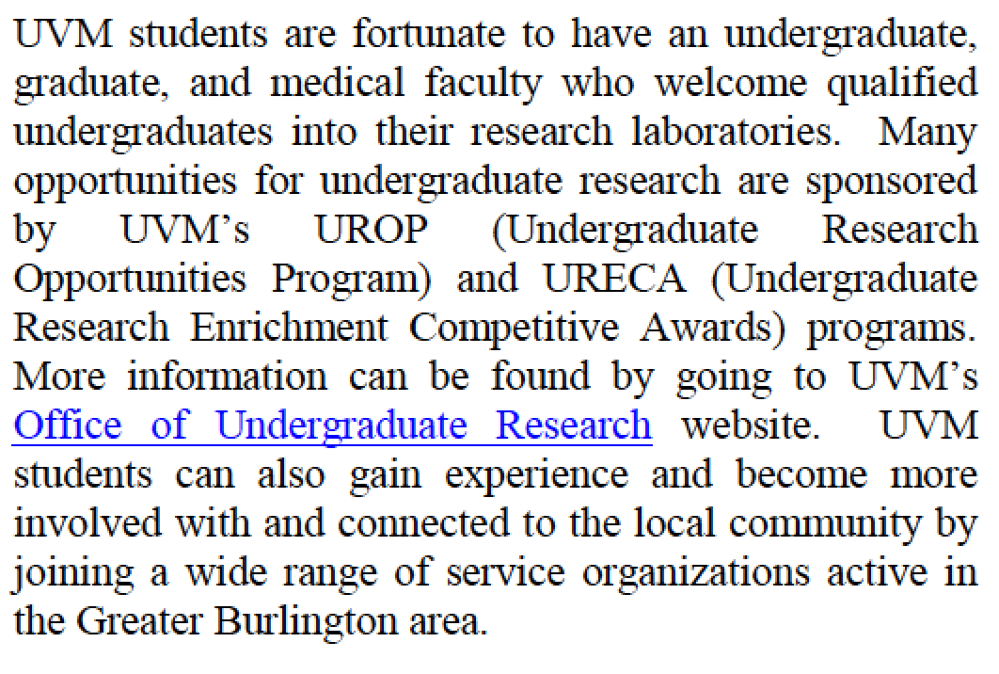 UVM students are fortunate to have an undergraduate,
graduate, and medical faculty who welcome qualified
undergraduates into their research laboratories.  Many
opportunities for undergraduate research are sponsored
by UVM’s UROP (Undergraduate Research
Opportunities Program) and URECA (Undergraduate
Research Enrichment Competitive Awards) programs.
More information can be found by going to UVM’s
Office of Undergraduate Research website.  UVM
students can also gain experience and become more
involved with and connected to the local community by
joining a wide range of service organizations active in
the Greater Burlington area.